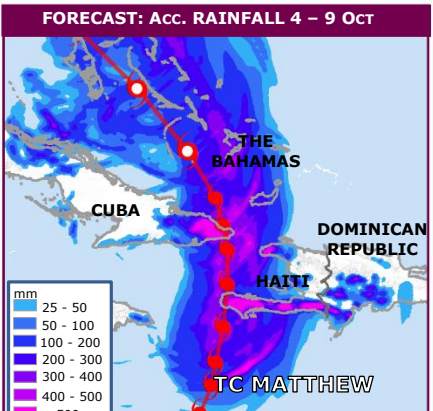 FORECAST: ACC. RAINFALL 4 – 9 OCT
THE
BAHAMAS
CUBA
DOMINICAN
REPUBLIC
HAITI
mm
25 - 50
50 - 100
100 - 200
200 - 300
300 - 400
400 - 500
TC MATTHEW